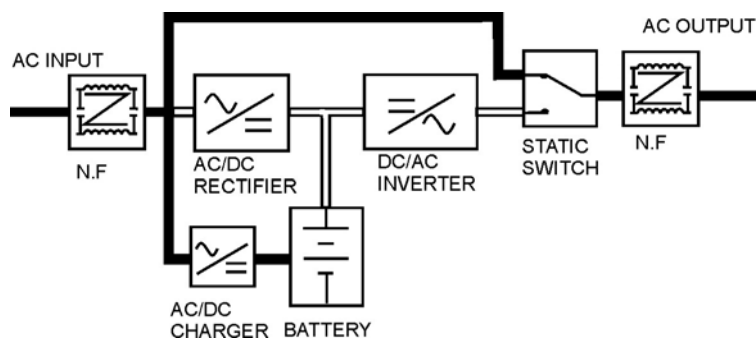 AC INPUT
AC OUTPUT
N.F
AC/DC
RECTIFIER
DC/AC
INVERTER
STATIC
SWITCH
N.F
AC/DC
CHARGER
BATTERY